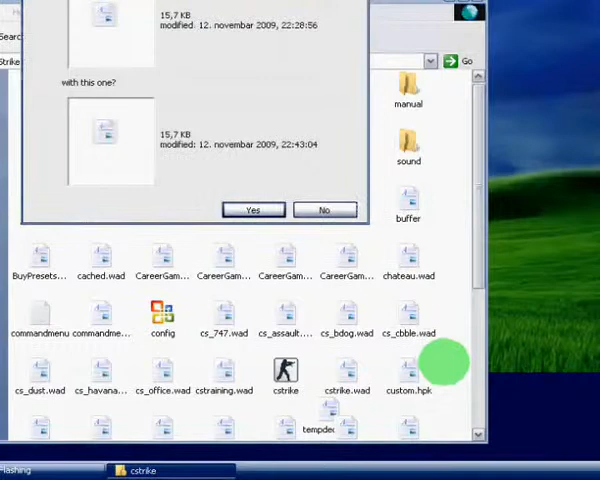 15,7 KB
modified: 12. novembar 2009, 22:28:56
Strike
Go
with this one?
manual
15,7 KB
modified: 12. novembar 2009, 22:43:04
sound
Yes
No
buffer
BuyPresets...
cached.wad
CareerGam...
CareerGam...
CareerGam...
CareerGam...
chateau.wad
commandmenu
commandme...
config
cs_747.wad
cs_assault....
cs_bdog.wad
cs_cbble.wad
cs_dust.wad
cs_havana...
cs_office.wad
cstraining.wad
cstrike
cstrike.wad
custom.hpk
tempdec
Flashing
cstrike